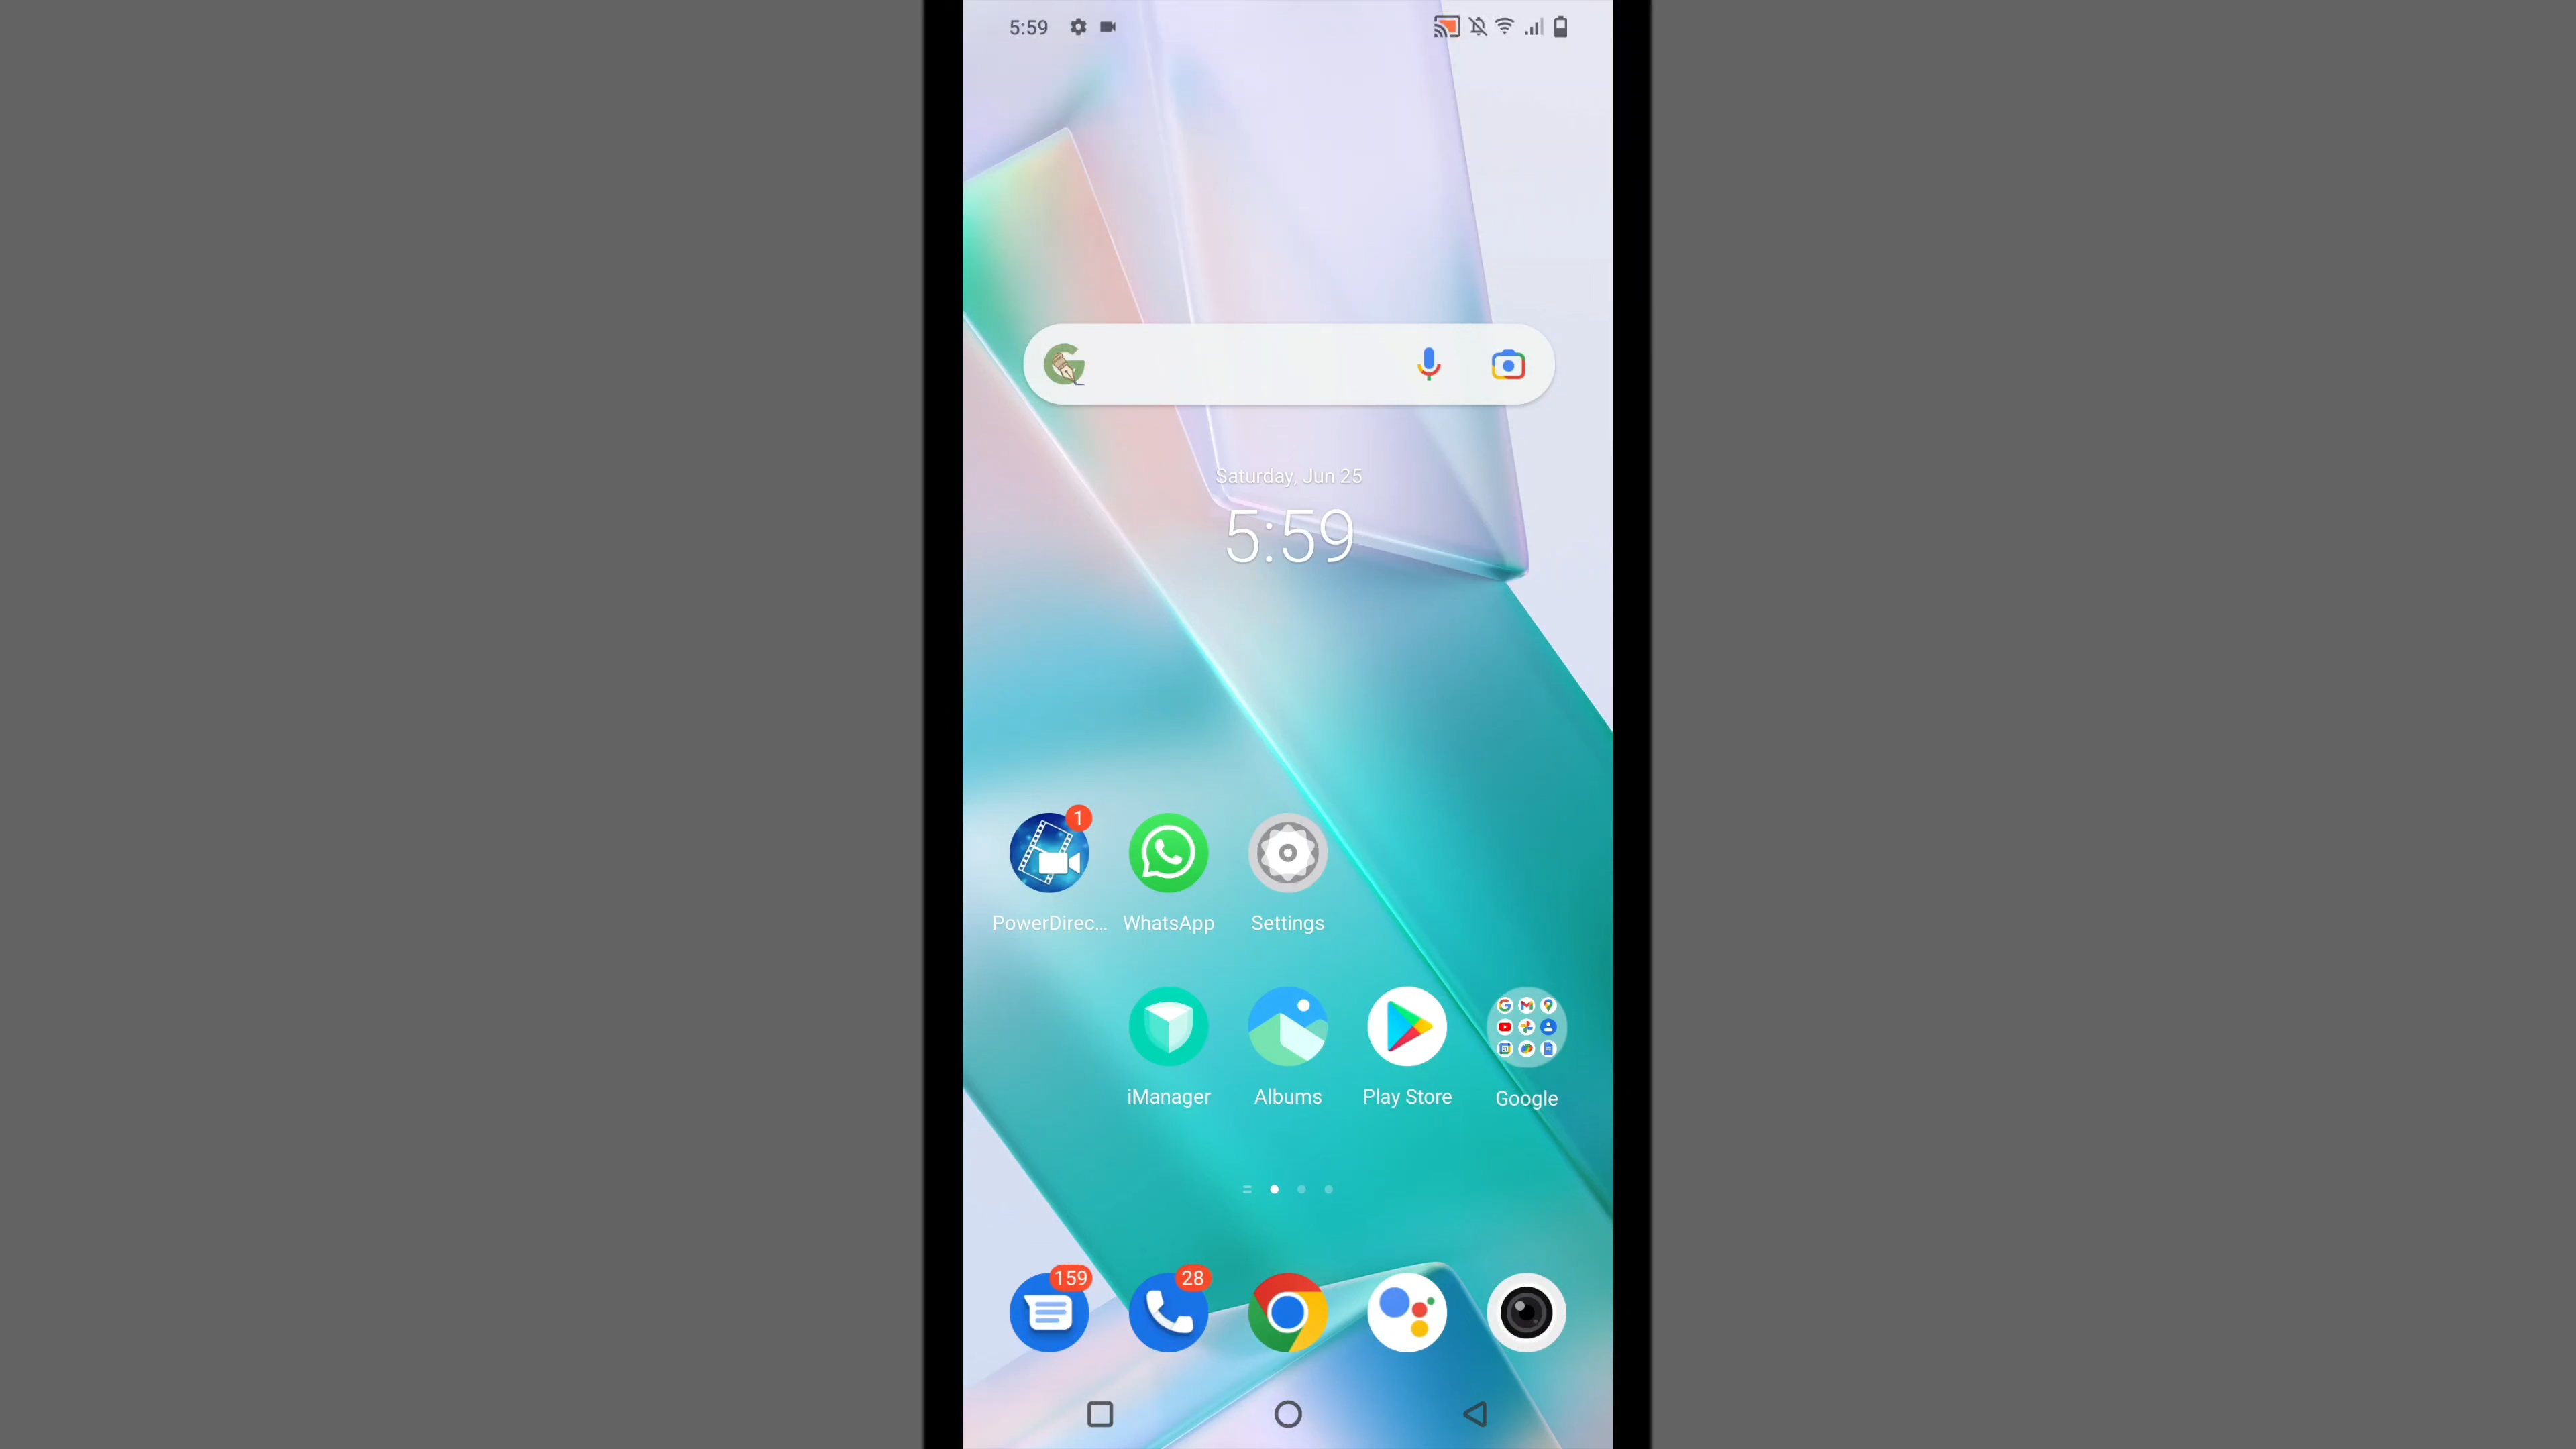 5:59
Saturday, Jun 25
5:59
1
PowerDirec...
WhatsApp
Settings
iManager
Albums
Play Store
Google
159
28